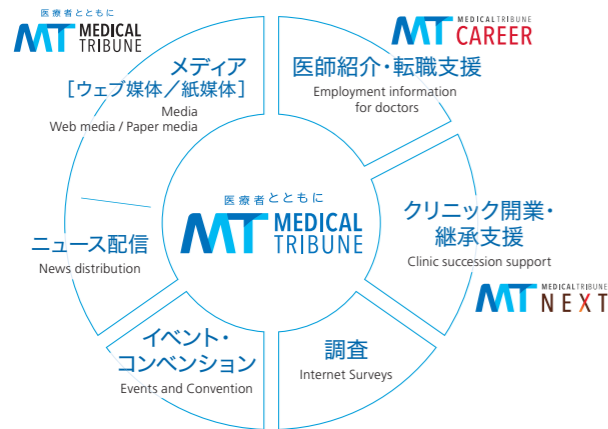 医療者とともに
MT MEDICAL
TRIBUNE
MT MEDICAL TRIBUNE
CAREER
メディア
［ウェブ媒体／紙媒体］
Media
Web media / Paper media
医師紹介・転職支援
Employment information
for doctors
医療者とともに
MT MEDICAL
TRIBUNE
クリニック開業・
継承支援
Clinic succession support
MT MEDICAL TRIBUNE
NEXT
ニュース配信
News distribution
イベント・
コンベンション
Events and Convention
調査
Internet Surveys